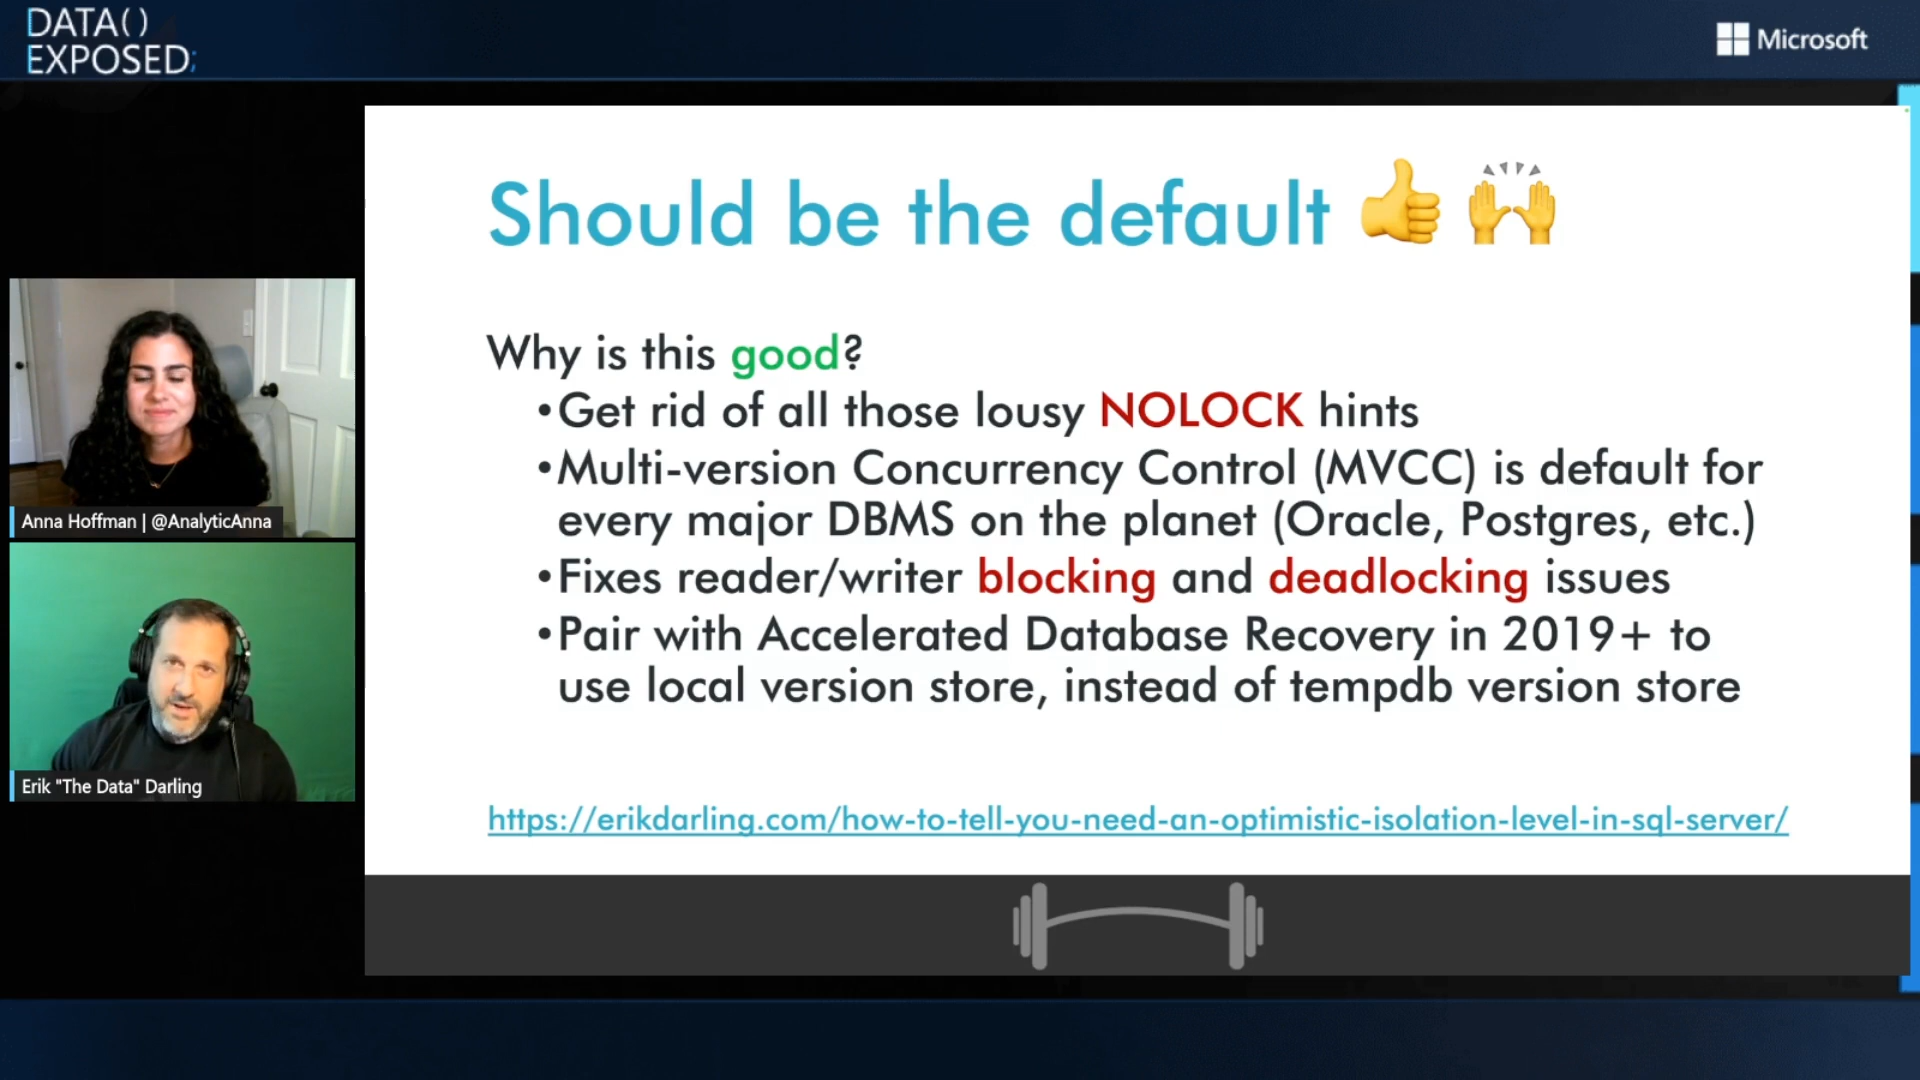 DATA()
EXPOSED;
Microsoft
Should be the default 👍 🙌
Why is this good?
•Get rid of all those lousy NOLOCK hints
•Multi-version Concurrency Control (MVCC) is default for
every major DBMS on the planet (Oracle, Postgres, etc.)
•Fixes reader/writer blocking and deadlocking issues
•Pair with Accelerated Database Recovery in 2019+ to
use local version store, instead of tempdb version store
https://erikdarling.com/how-to-tell-you-need-an-optimistic-isolation-level-in-sql-server/
Anna Hoffman | @AnalyticAnna
Erik "The Data" Darling